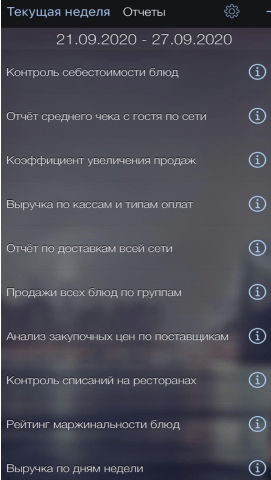 Текущая неделя Отчеты
21.09.2020 - 27.09.2020
Контроль себестоимости блюд
Отчёт среднего чека с гостя по сети
Коэффициент увеличения продаж
Выручка по кассам и типам оплат
Отчёт по доставкам всей сети
Продажи всех блюд по группам
Анализ закупочных цен по поставщикам
Контроль списаний на ресторанах
Рейтинг маржинальности блюд
Выручка по дням недели